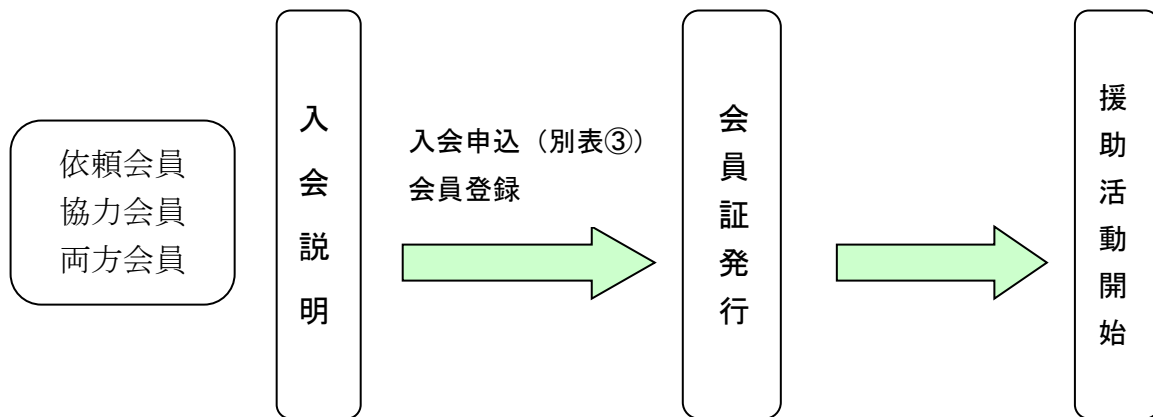 依頼会員
協力会員
両方会員
入会説明
入会申込（別表③）
会員登録
会員証発行
援助活動開始